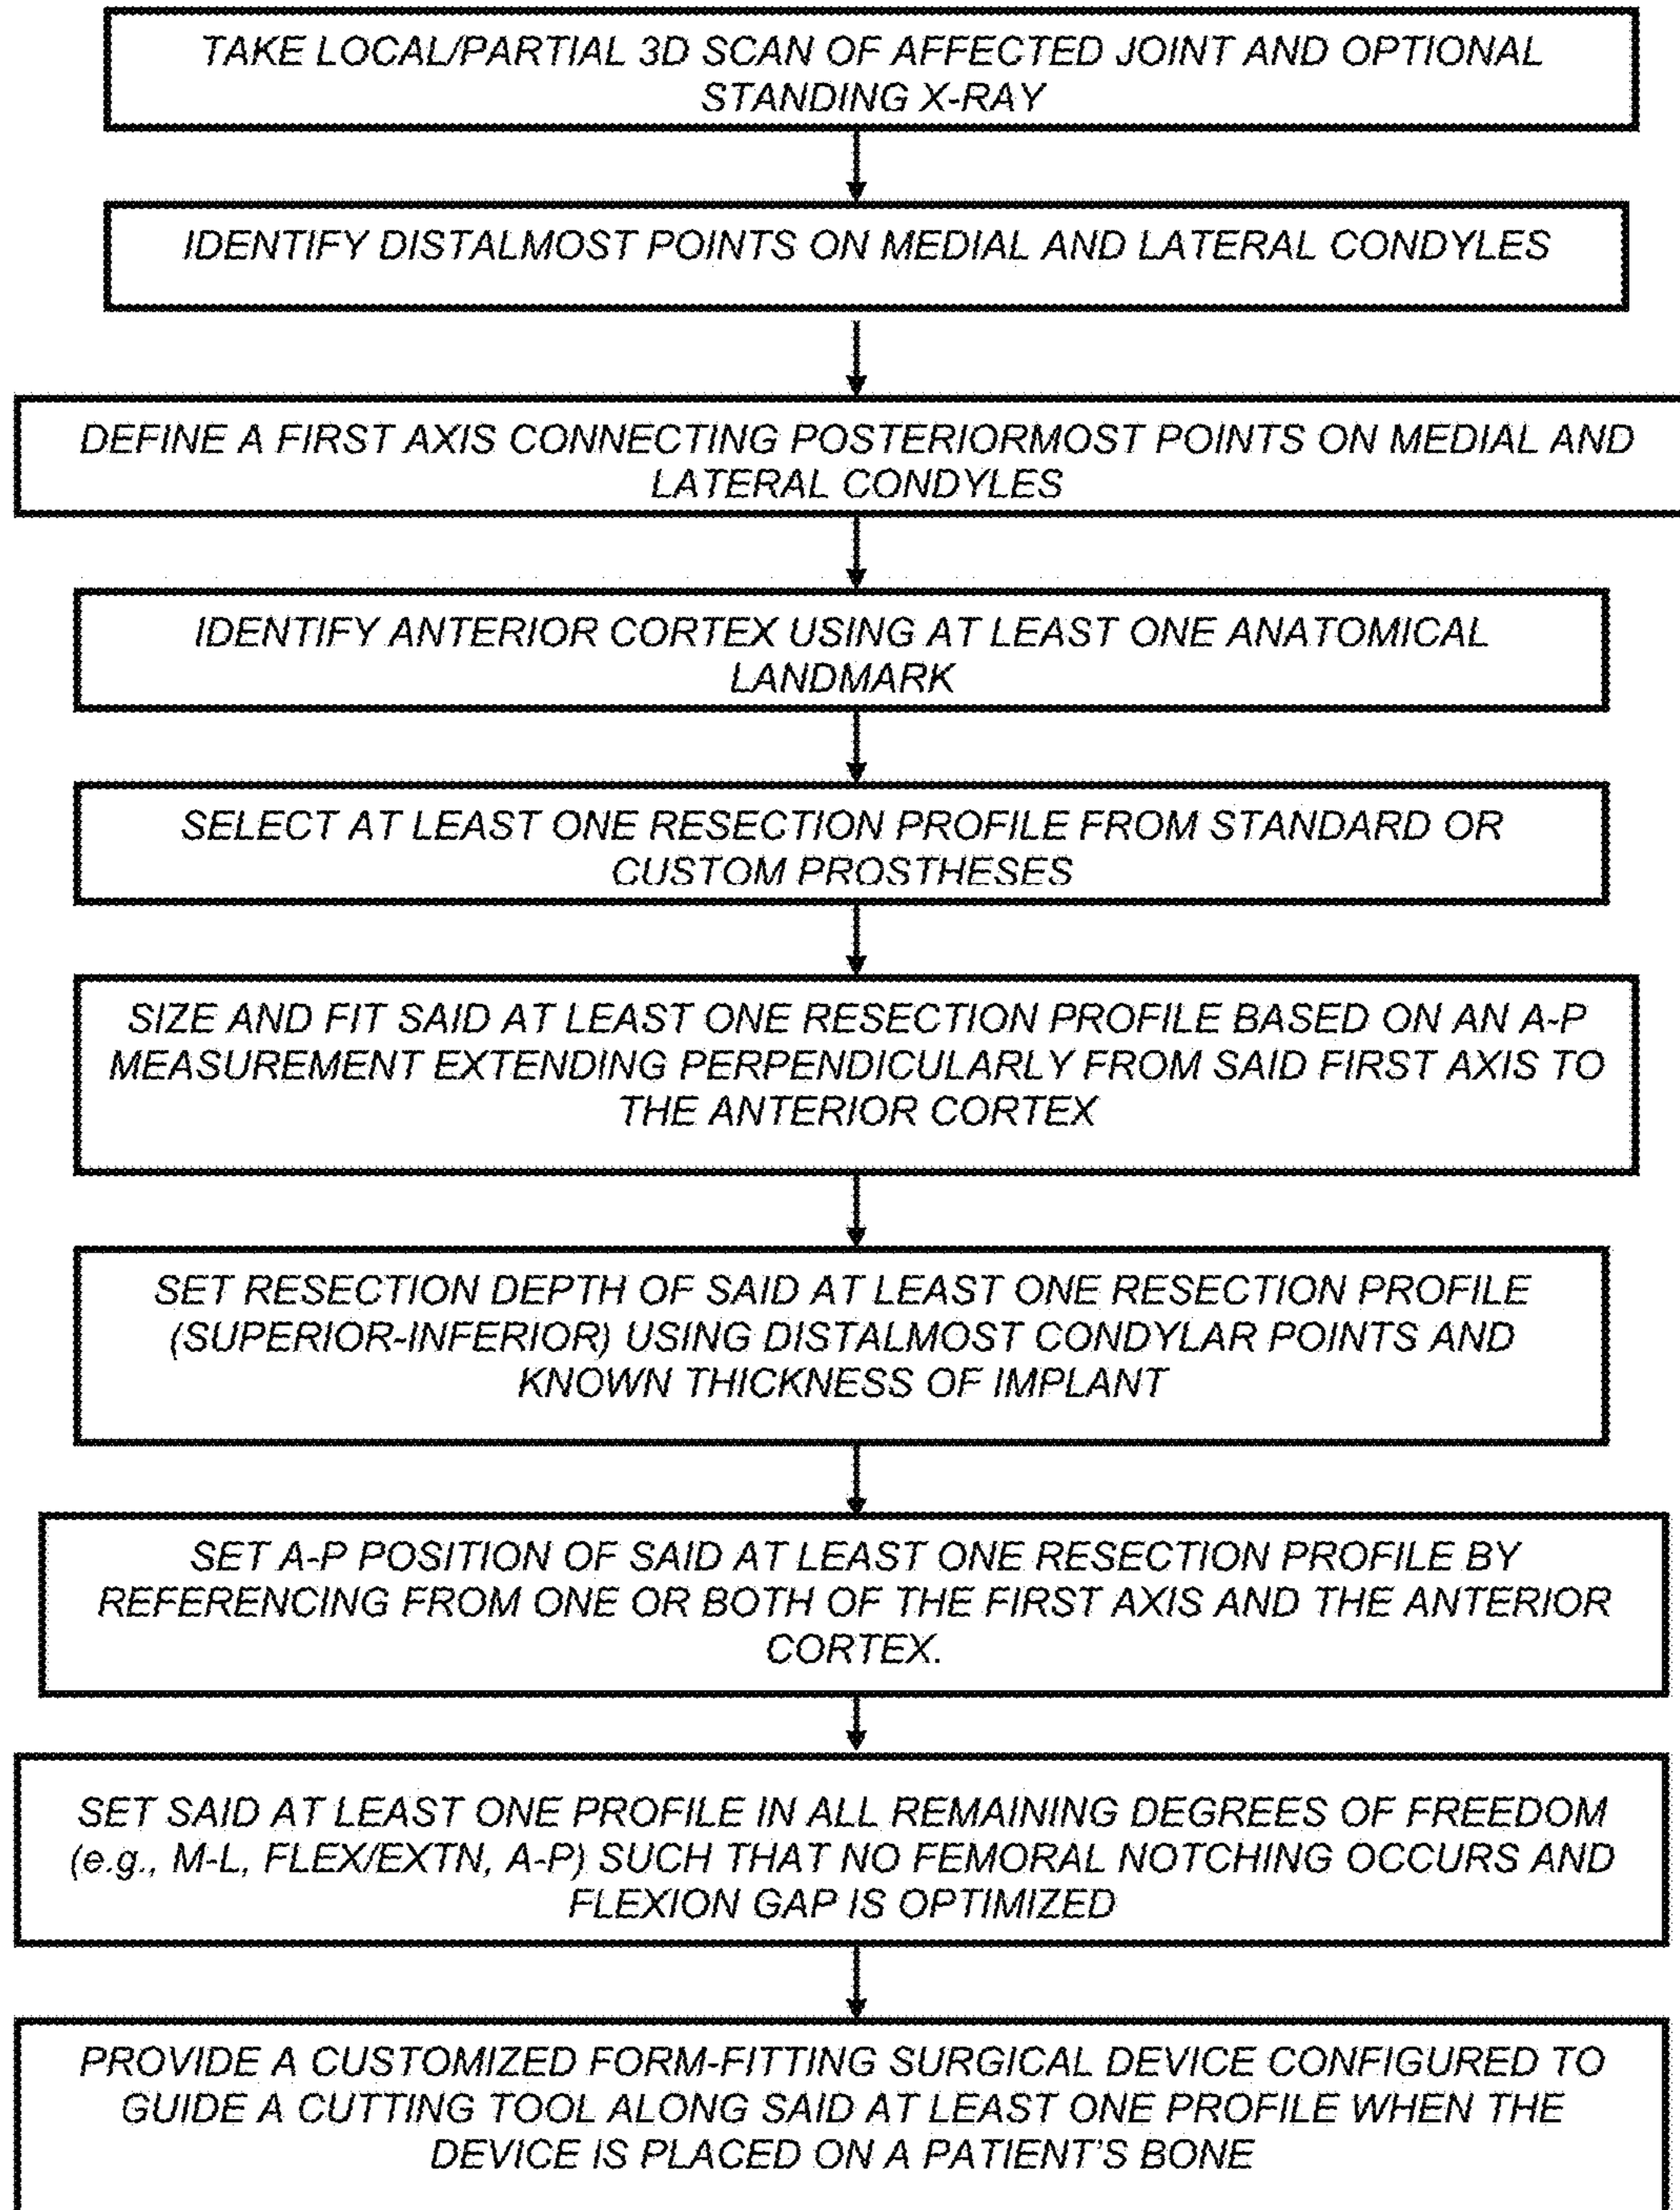 TAKE LOCAL/PARTIAL 3D SCAN OF AFFECTED JOINT AND OPTIONAL
STANDING X-RAY
IDENTIFY DISTALMOST POINTS ON MEDIAL AND LATERAL CONDYLES
DEFINE A FIRST AXIS CONNECTING POSTERIORMOST POINTS ON MEDIAL AND
LATERAL CONDYLES
IDENTIFY ANTERIOR CORTEX USING AT LEAST ONE ANATOMICAL
LANDMARK
SELECT AT LEAST ONE RESECTION PROFILE FROM STANDARD OR
CUSTOM PROSTHESES
SIZE AND FIT SAID AT LEAST ONE RESECTION PROFILE BASED ON AN A-P
MEASUREMENT EXTENDING PERPENDICULARLY FROM SAID FIRST AXIS TO
THE ANTERIOR CORTEX
SET RESECTION DEPTH OF SAID AT LEAST ONE RESECTION PROFILE
(SUPERIOR-INFERIOR) USING DISTALMOST CONDYLAR POINTS AND
KNOWN THICKNESS OF IMPLANT
SET A-P POSITION OF SAID AT LEAST ONE RESECTION PROFILE BY
REFERENCING FROM ONE OR BOTH OF THE FIRST AXIS AND THE ANTERIOR
CORTEX.
SET SAID AT LEAST ONE PROFILE IN ALL REMAINING DEGREES OF FREEDOM
(e.g., M-L, FLEX/EXTN, A-P) SUCH THAT NO FEMORAL NOTCHING OCCURS AND
FLEXION GAP IS OPTIMIZED
PROVIDE A CUSTOMIZED FORM-FITTING SURGICAL DEVICE CONFIGURED TO
GUIDE A CUTTING TOOL ALONG SAID AT LEAST ONE PROFILE WHEN THE
DEVICE IS PLACED ON A PATIENT'S BONE